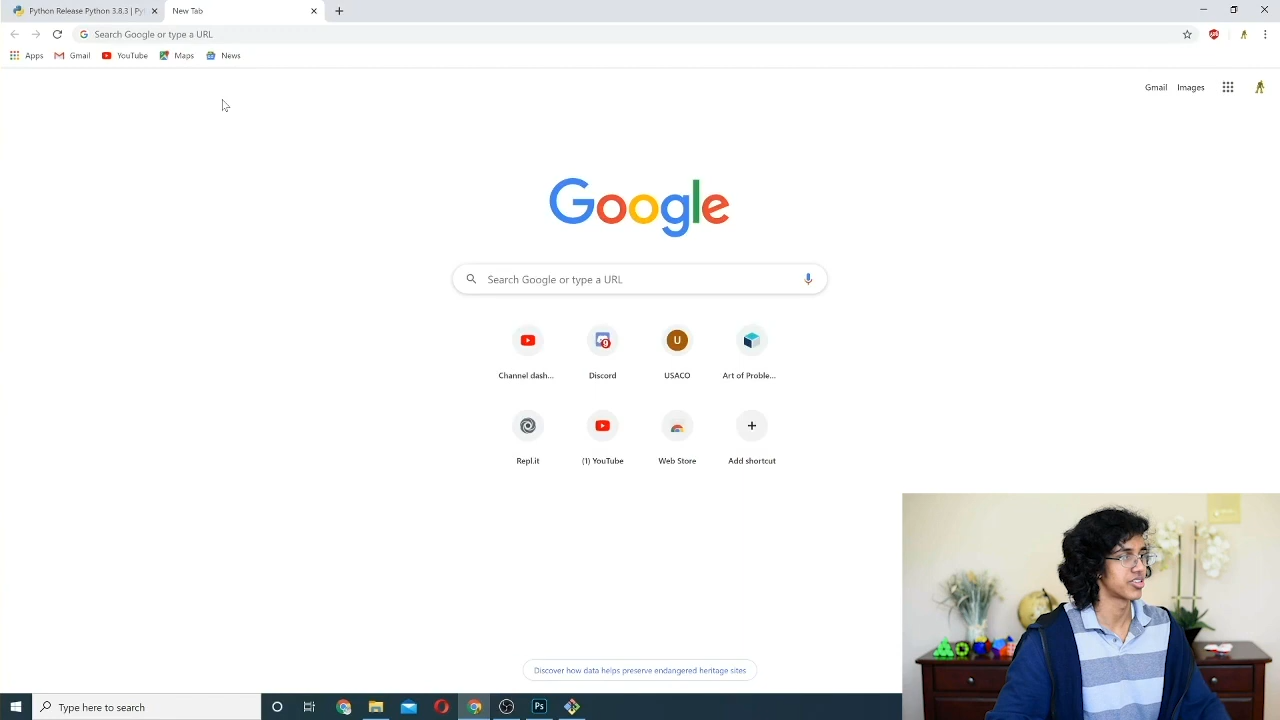 Python Release Python 3.8.3 | Pyt
New Tab
Search Google or type a URL
Apps
Gmail
YouTube
Maps
News
Gmail
Images
Google
Search Google or type a URL
Channel dash...
Discord
USACO
Art of Proble...
Repl.it
(1) YouTube
Web Store
Add shortcut
Discover how data helps preserve endangered heritage sites
Type here to search